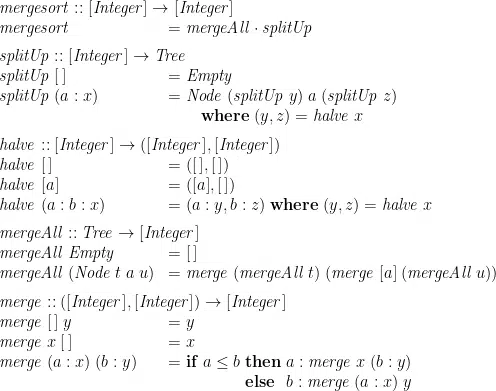 mergesort :: [Integer] → [Integer]
mergesort = mergeAll · splitUp
splitUp :: [Integer] → Tree
splitUp [ ] = Empty
splitUp (a : x) = Node (splitUp y) a (splitUp z)
where (y, z) = halve x
halve :: [Integer] → ([Integer], [Integer])
halve [ ] = ([ ], [ ])
halve [a] = ([a], [ ])
halve (a : b : x) = (a : y, b : z) where (y, z) = halve x
mergeAll :: Tree → [Integer]
mergeAll Empty = [ ]
mergeAll (Node t a u) = merge (mergeAll t) (merge [a] (mergeAll u))
merge :: ([Integer], [Integer]) → [Integer]
merge [ ] y = y
merge x [ ] = x
merge (a : x) (b : y) = if a ≤ b then a : merge x (b : y)
else b : merge (a : x) y